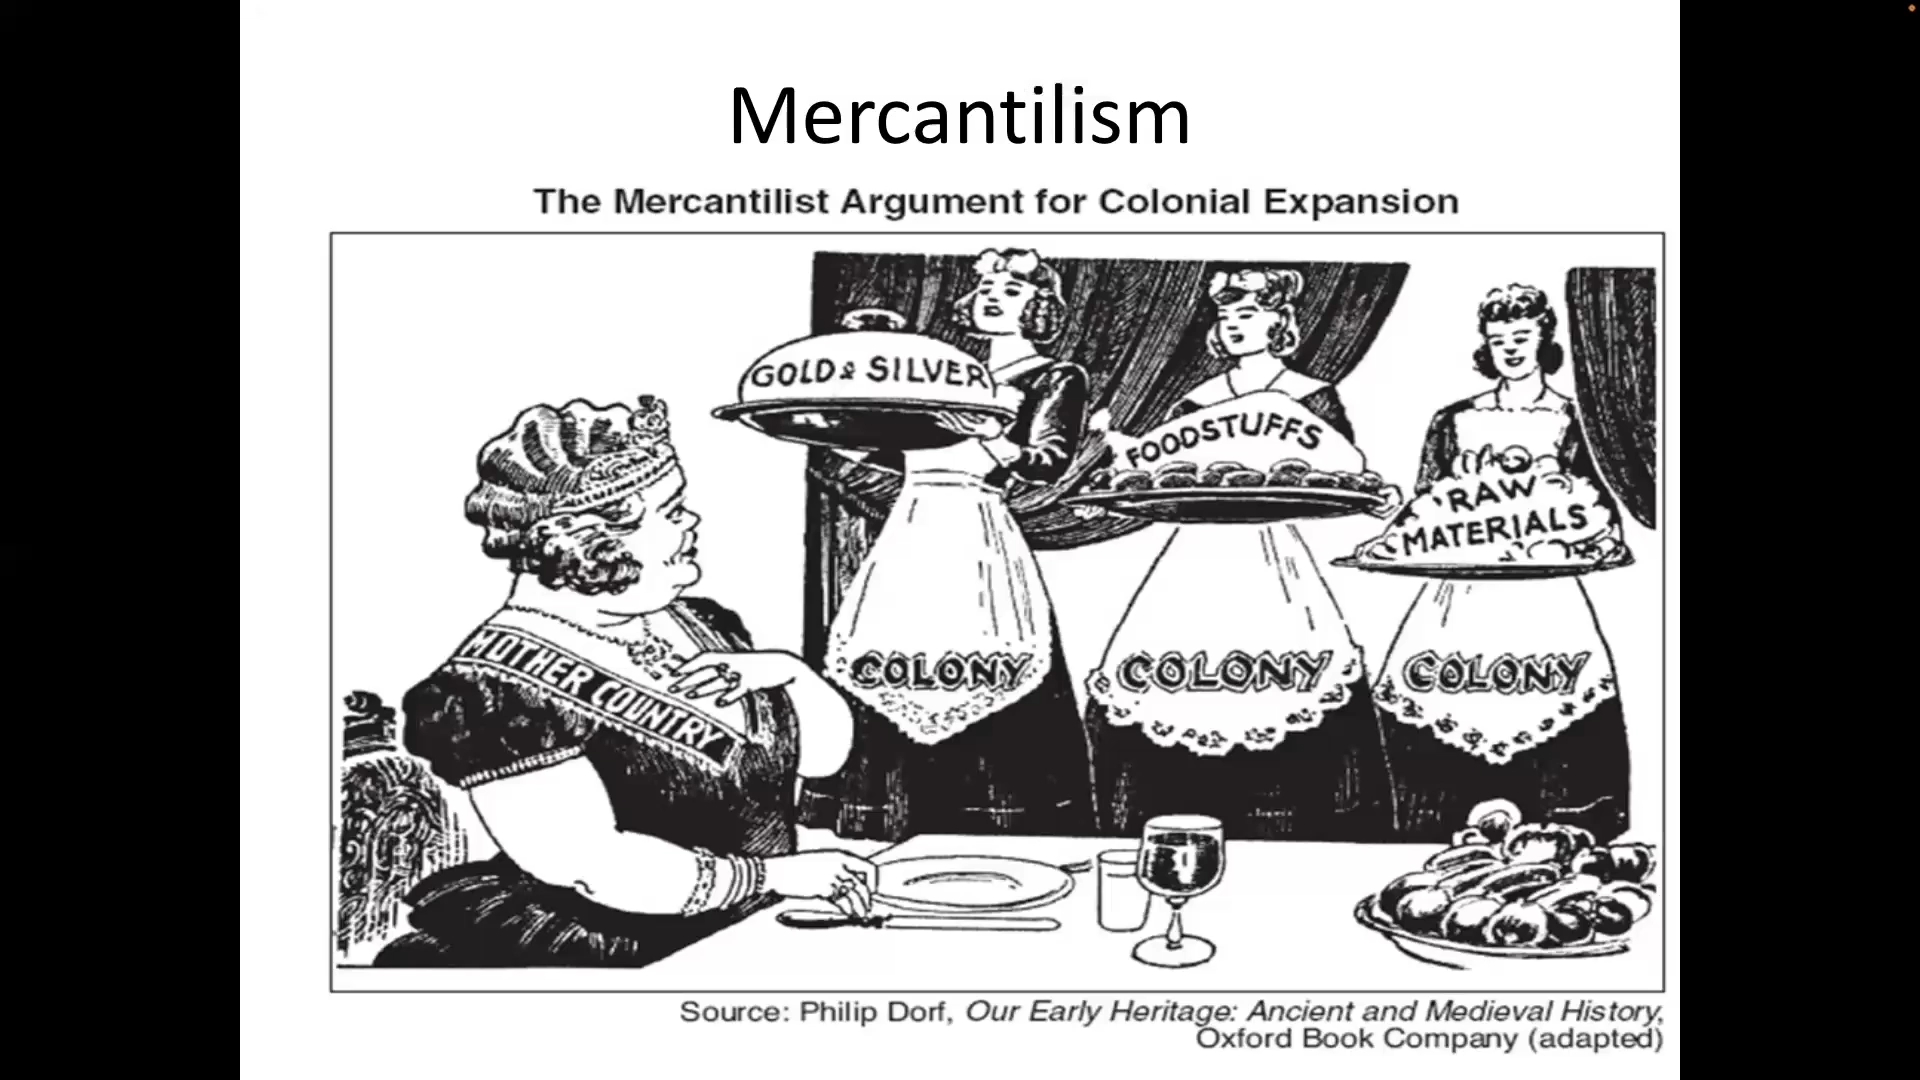 Mercantilism
The Mercantilist Argument for Colonial Expansion
GOLD & SILVER
FOODSTUFFS
RAW
MATERIALS
MOTHER COUNTRY
COLONY
COLONY
COLONY
Source: Philip Dorf, Our Early Heritage: Ancient and Medieval History,
Oxford Book Company (adapted)